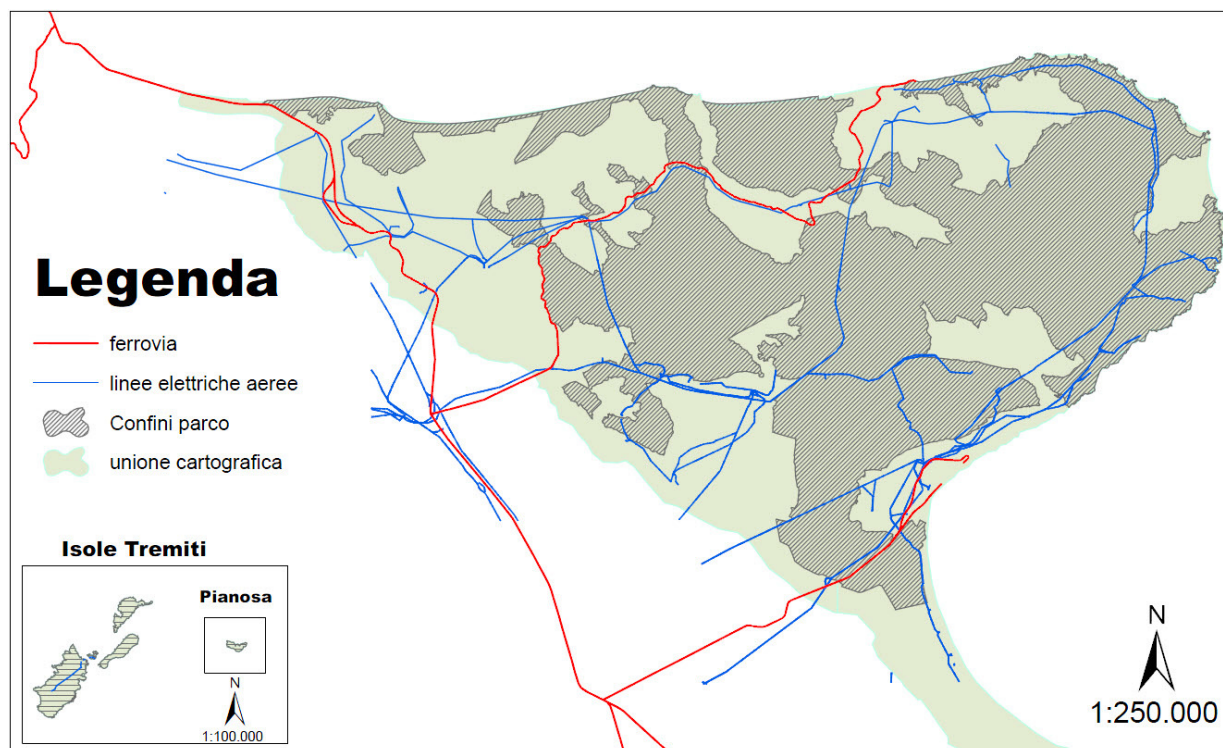 Legenda
ferrovia
linee elettriche aeree
Confini parco
unione cartografica
Isole Tremiti
Pianosa
N
1:100.000
N
1:250.000